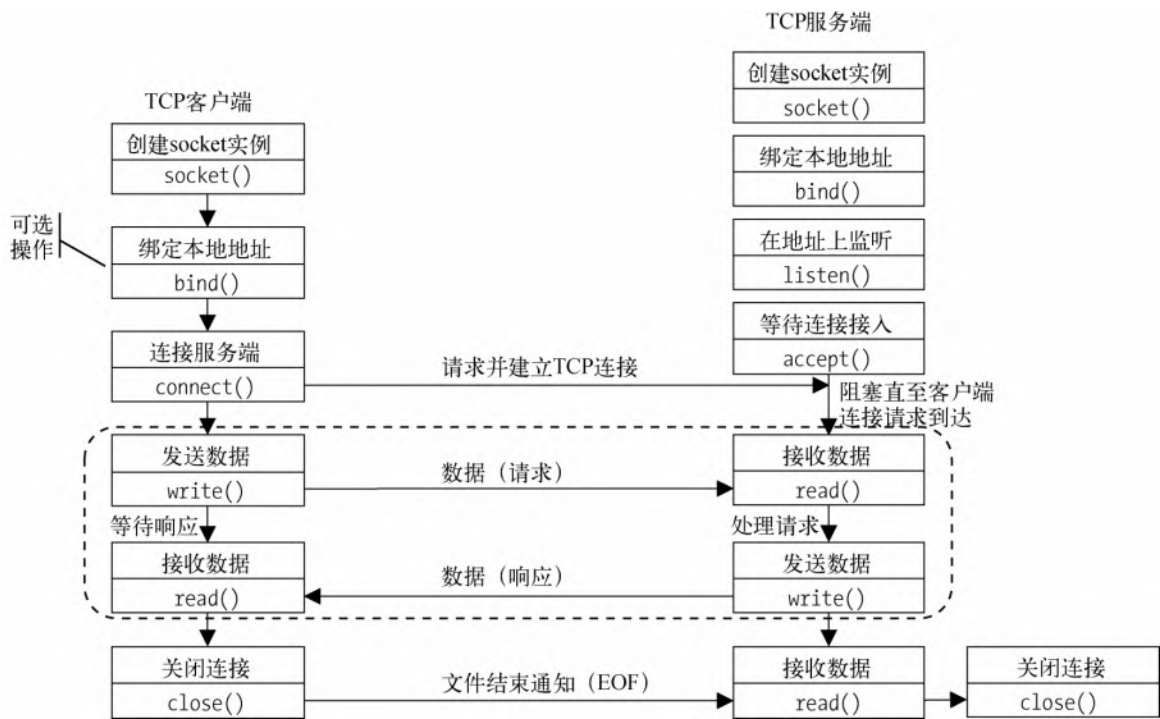 TCP服务端
创建socket实例
socket()
TCP客户端
创建socket实例
socket()
绑定本地地址
bind()
可选
操作
绑定本地地址
bind()
在地址上监听
listen()
等待连接接入
accept()
连接服务端
connect()
请求并建立TCP连接
阻塞直至客户端
连接请求到达
发送数据
write()
数据（请求）
接收数据
read()
等待响应
处理请求
接收数据
read()
数据（响应）
发送数据
write()
关闭连接
close()
文件结束通知（EOF）
接收数据
read()
关闭连接
close()